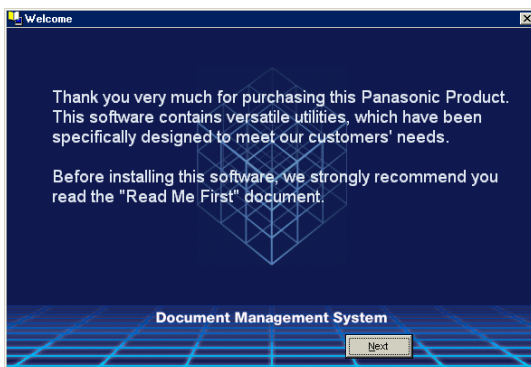 Welcome
Thank you very much for purchasing this Panasonic Product.
This software contains versatile utilities, which have been
specifically designed to meet our customers' needs.
Before installing this software, we strongly recommend you
read the "Read Me First" document.
Document Management System
Next